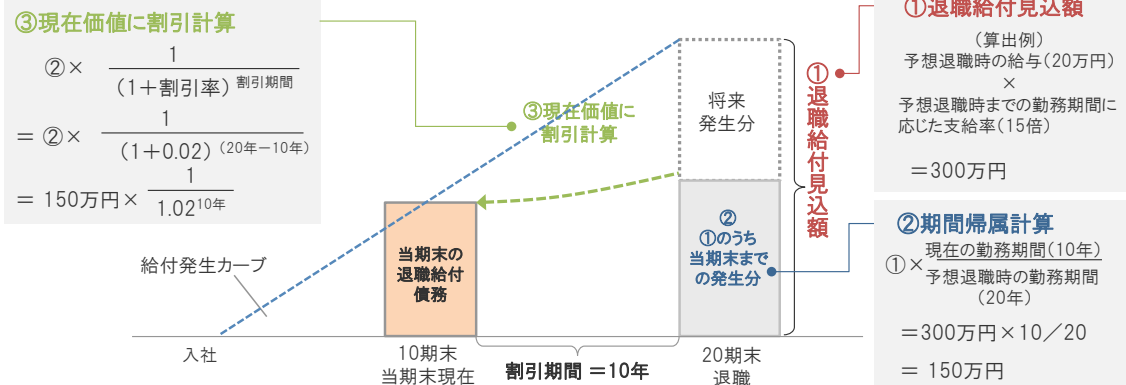 ③現在価値に割引計算
②× 1
(1+割引率) 割引期間
= ②× 1
(1+0.02) (20年-10年)
= 150万円× 1
1.02 10年
給付発生カーブ
入社
当期末の
退職給付
債務
10期末
当期末現在
割引期間 =10年
③現在価値に
割引計算
将来
発生分
②
①のうち
当期末まで
の発生分
20期末
退職
①退職給付見込額
①退職給付見込額
(算出例)
予想退職時の給与(20万円)
×
予想退職時までの勤務期間に
応じた支給率(15倍)
=300万円
②期間帰属計算
①× 現在の勤務期間(10年)
予想退職時の勤務期間
(20年)
=300万円×10/20
= 150万円